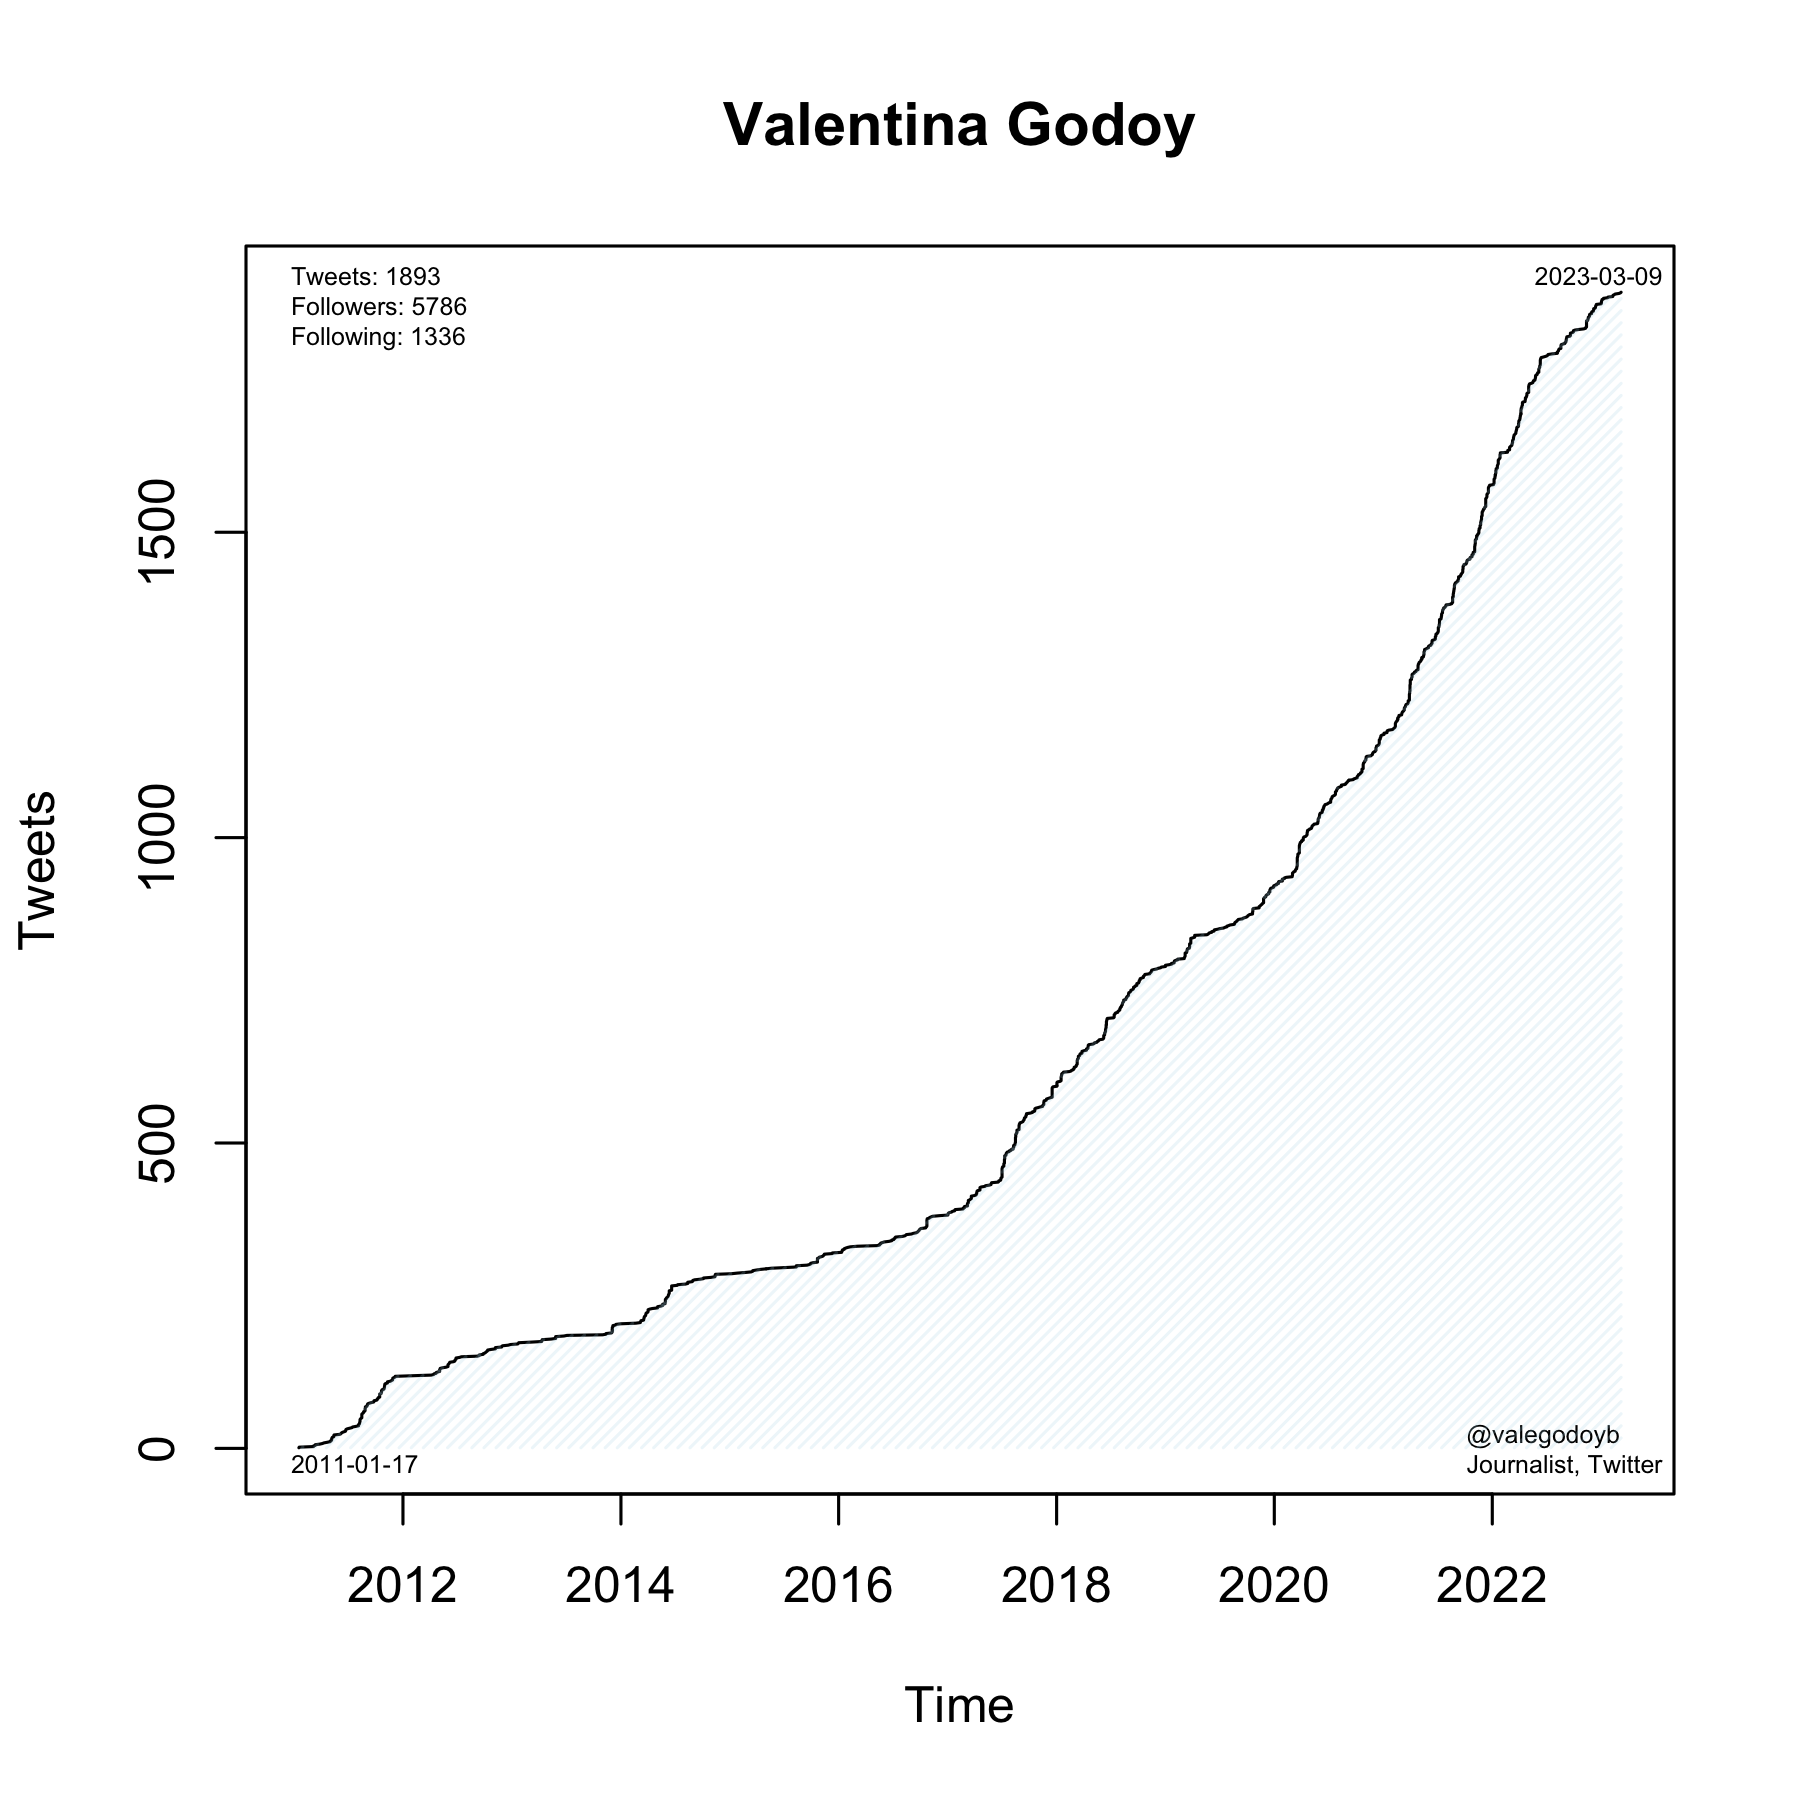 Valentina Godoy
Tweets: 1893
Followers: 5786
Following: 1336
2023-03-09
Tweets
1500
1000
500
0
2011-01-17
@valegodoyb
Journalist, Twitter
2012 2014 2016 2018 2020 2022
Time